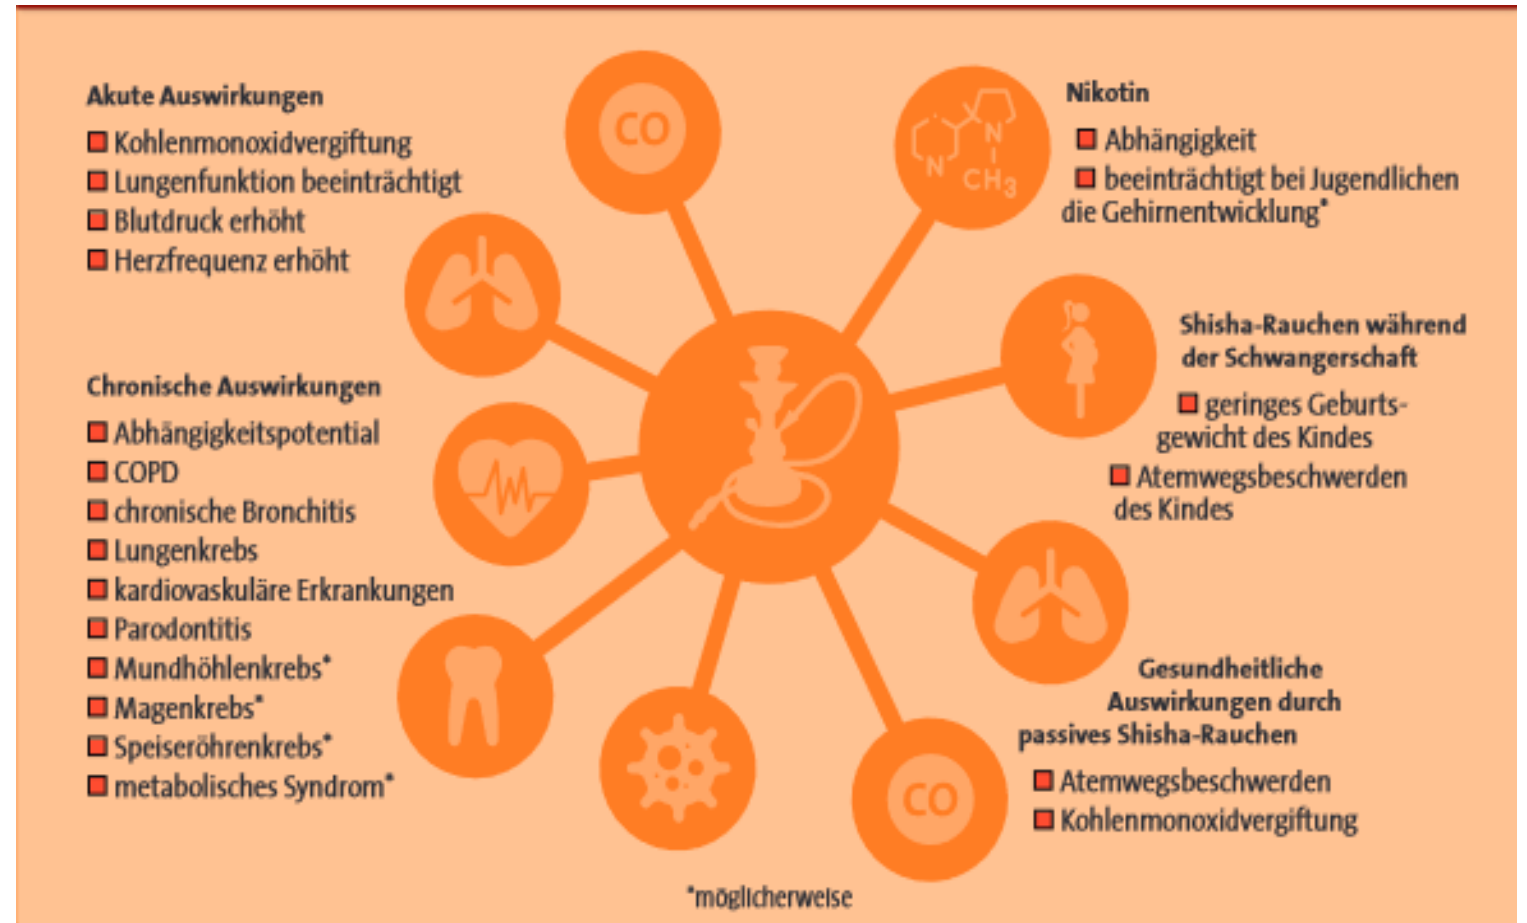 Akute Auswirkungen
Kohlenmonoxidvergiftung
Lungenfunktion beeinträchtigt
Blutdruck erhöht
Herzfrequenz erhöht
Chronische Auswirkungen
Abhängigkeitspotential
COPD
chronische Bronchitis
Lungenkrebs
kardiovaskuläre Erkrankungen
Parodontitis
Mundhöhlenkrebs*
Magenkrebs*
Speiseröhrenkrebs*
metabolisches Syndrom*
CO
N
N
CH3
Nikotin
Abhängigkeit
beeinträchtigt bei Jugendlichen
die Gehirnentwicklung*
Shisha-Rauchen während
der Schwangerschaft
geringes Geburts-
gewicht des Kindes
Atemwegsbeschwerden
des Kindes
Gesundheitliche
Auswirkungen durch
passives Shisha-Rauchen
Atemwegsbeschwerden
Kohlenmonoxidvergiftung
CO
*möglicherweise